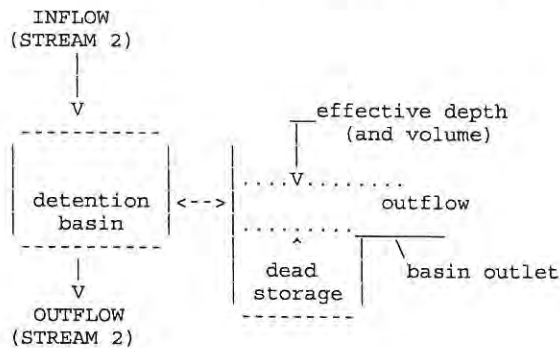 INFLOW
(STREAM 2)
V
effective depth
(and volume)
V
detention
basin
<-->
outflow
dead
storage
basin outlet
V
OUTFLOW
(STREAM 2)